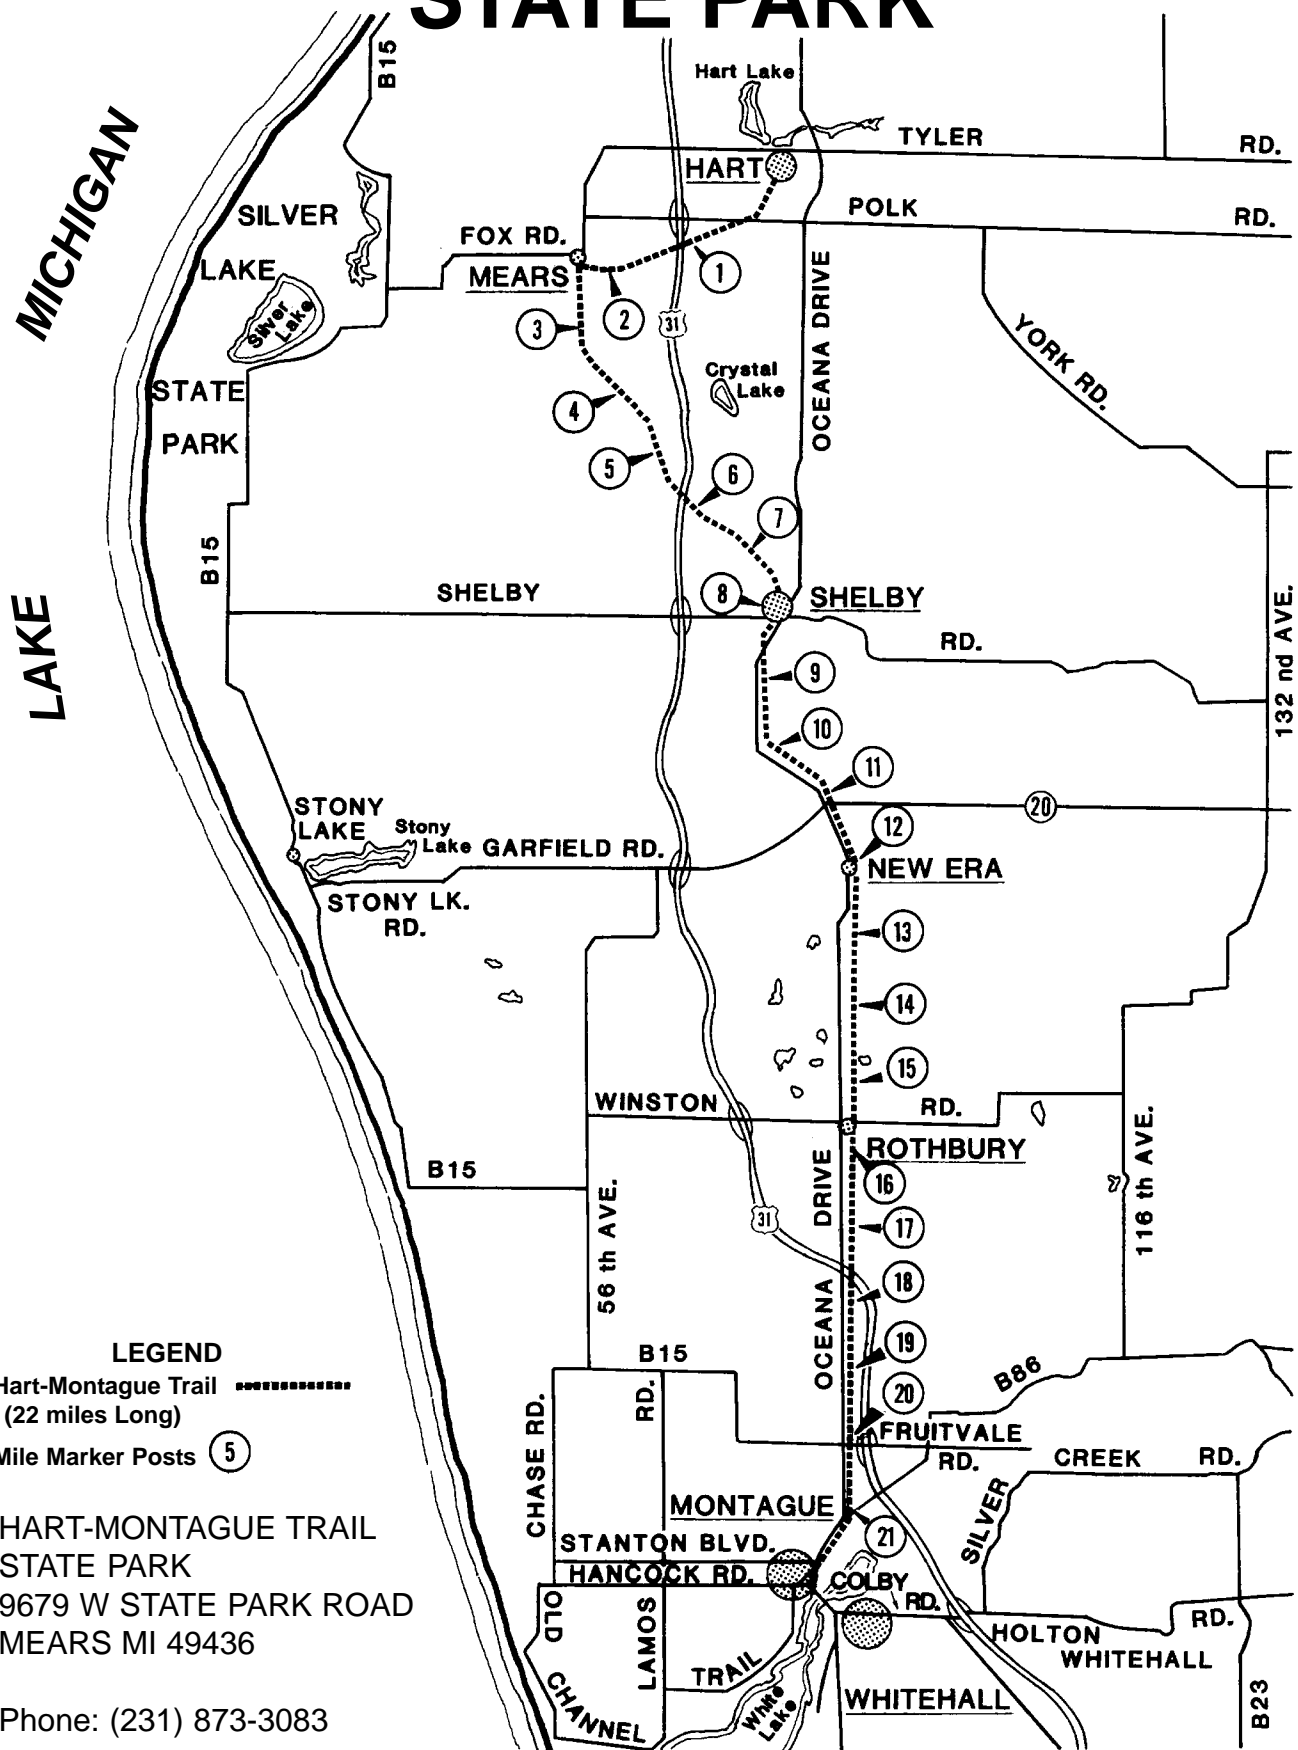 STATE PARK
B15
Hart Lake
MICHIGAN
TYLER
RD.
HART
SILVER
LAKE
POLK
RD.
FOX RD.
MEARS
1
2
3
31
OCEANA DRIVE
Silver
Lake
YORK RD.
STATE
PARK
Crystal
Lake
4
5
6
7
B15
SHELBY
8
SHELBY
RD.
LAKE
132 nd AVE.
9
10
11
20
STONY
LAKE
Stony
Lake
GARFIELD RD.
12
NEW ERA
STONY LK.
RD.
13
14
15
WINSTON
RD.
ROTHBURY
B15
16
116 th AVE.
56 th AVE.
31
OCEANA DRIVE
17
18
19
LEGEND
Hart-Montague Trail
(22 miles Long)
Mile Marker Posts
5
B15
B86
RD.
CHASE RD.
20
FRUITVALE
RD.
CREEK RD.
SILVER
MONTAGUE
21
STANTON BLVD.
HANCOCK RD.
COLBY
RD.
HART-MONTAGUE TRAIL
STATE PARK
9679 W STATE PARK ROAD
MEARS MI 49436
OLD
CHANNEL
TRAIL
LAMOS
RD.
HOLTON
WHITEHALL
White
Lake
WHITEHALL
B23
Phone: (231) 873-3083